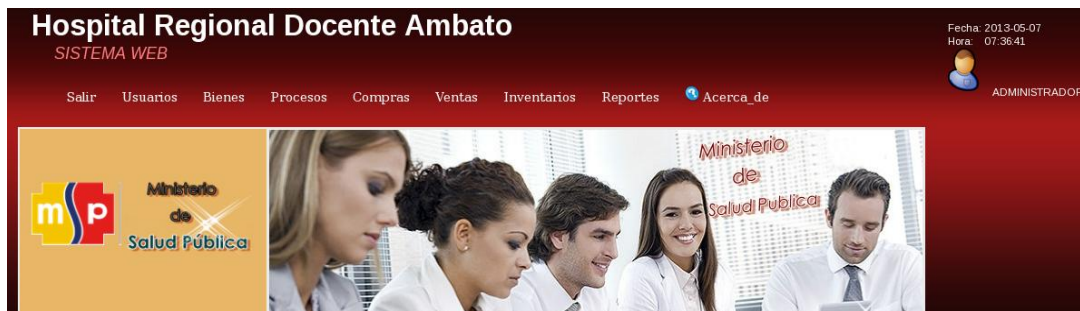 Hospital Regional Docente Ambato
SISTEMA WEB
Fecha: 2013-05-07
Hora: 07:36:41
ADMINISTRADOR
Salir Usuarios Bienes Procesos Compras Ventas Inventarios Reportes Acerca_de
msp
Ministerio
de
Salud Pública
Ministerio
de
Salud Publica